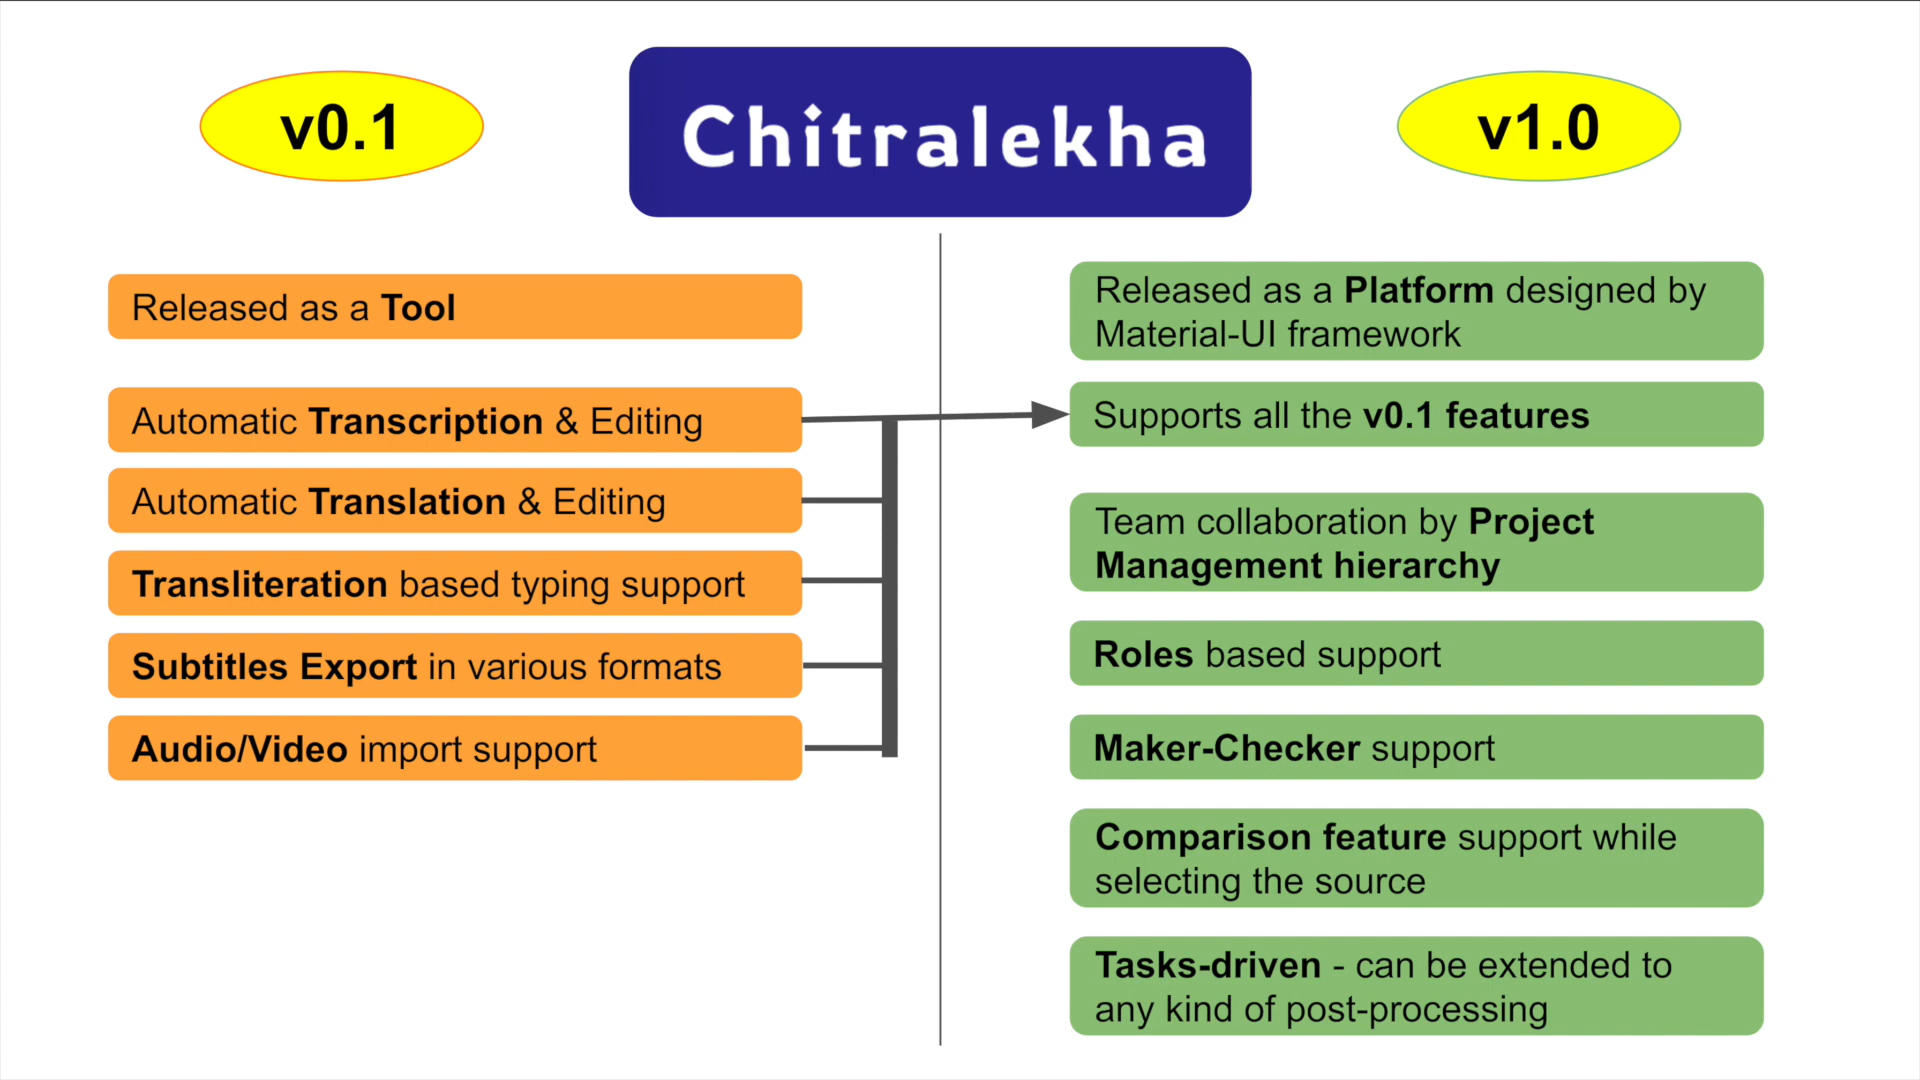 v0.1
Chitralekha
v1.0
Released as a Tool
Automatic Transcription & Editing
Automatic Translation & Editing
Transliteration based typing support
Subtitles Export in various formats
Audio/Video import support
Released as a Platform designed by
Material-UI framework
Supports all the v0.1 features
Team collaboration by Project
Management hierarchy
Roles based support
Maker-Checker support
Comparison feature support while
selecting the source
Tasks-driven - can be extended to
any kind of post-processing